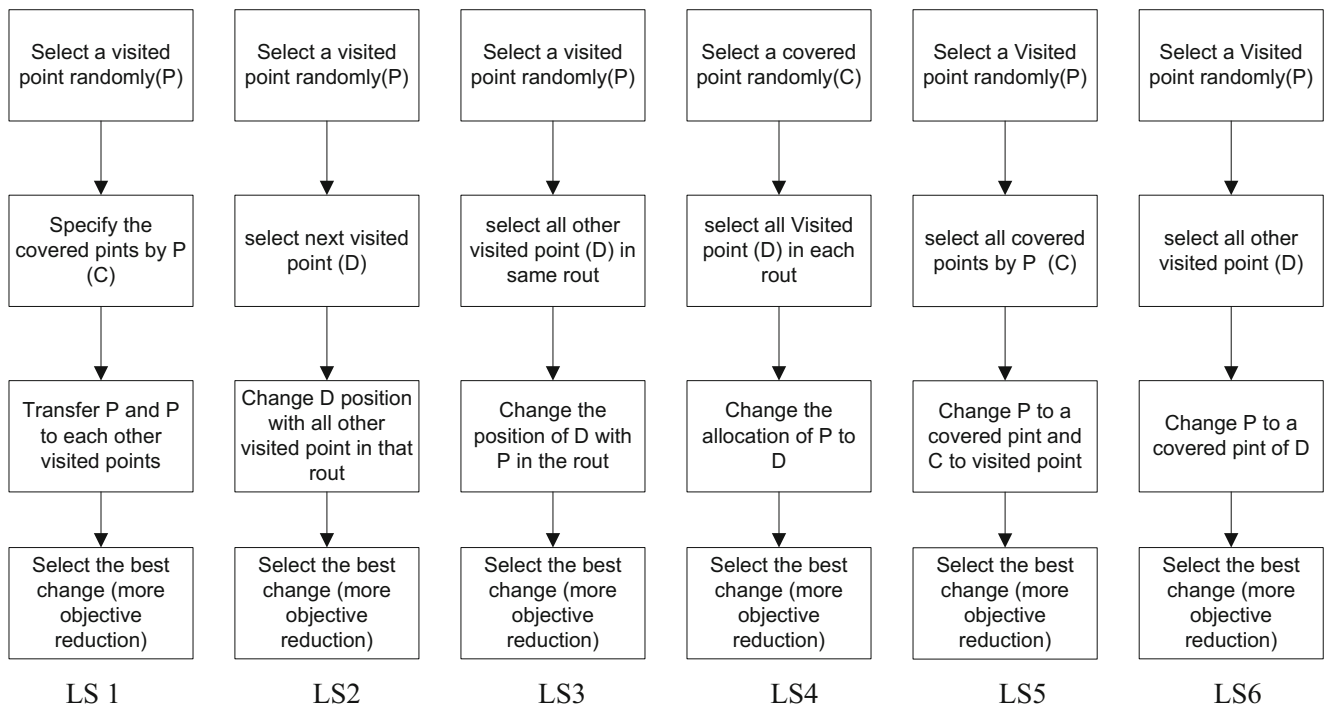 Select a visited
point randomly(P)
Specify the
covered pints by P
(C)
Transfer P and P
to each other
visited points
Select the best
change (more
objective
reduction)
LS 1
Select a visited
point randomly(P)
select next visited
point (D)
Change D position
with all other
visited point in that
rout
Select the best
change (more
objective
reduction)
LS2
Select a visited
point randomly(P)
select all other
visited point (D) in
same rout
Change the
position of D with
P in the rout
Select the best
change (more
objective
reduction)
LS3
Select a covered
point randomly(C)
select all Visited
point (D) in each
rout
Change the
allocation of P to
D
Select the best
change (more
objective
reduction)
LS4
Select a Visited
point randomly(P)
select all covered
points by P (C)
Change P to a
covered pint and
C to visited point
Select the best
change (more
objective
reduction)
LS5
Select a Visited
point randomly(P)
select all other
visited point (D)
Change P to a
covered pint of D
Select the best
change (more
objective
reduction)
LS6